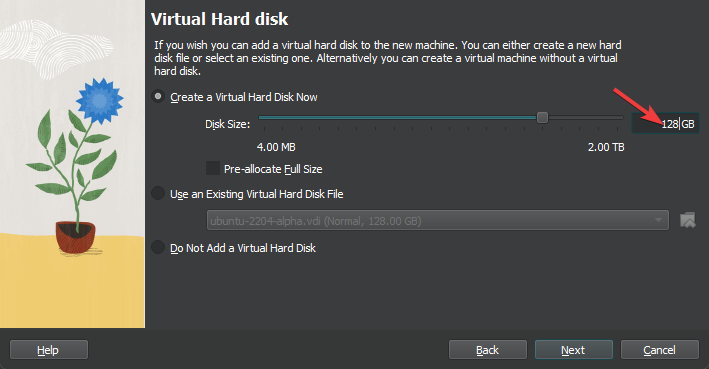 Virtual Hard disk
If you wish you can add a virtual hard disk to the new machine. You can either create a new hard
disk file or select an existing one. Alternatively you can create a virtual machine without a virtual
hard disk.
Create a Virtual Hard Disk Now
Disk Size:
128 GB
4.00 MB 2.00 TB
Pre-allocate Full Size
Use an Existing Virtual Hard Disk File
ubuntu-2204-alpha.vdi (Normal, 128.00 GB)
Do Not Add a Virtual Hard Disk
Help Back Next Cancel